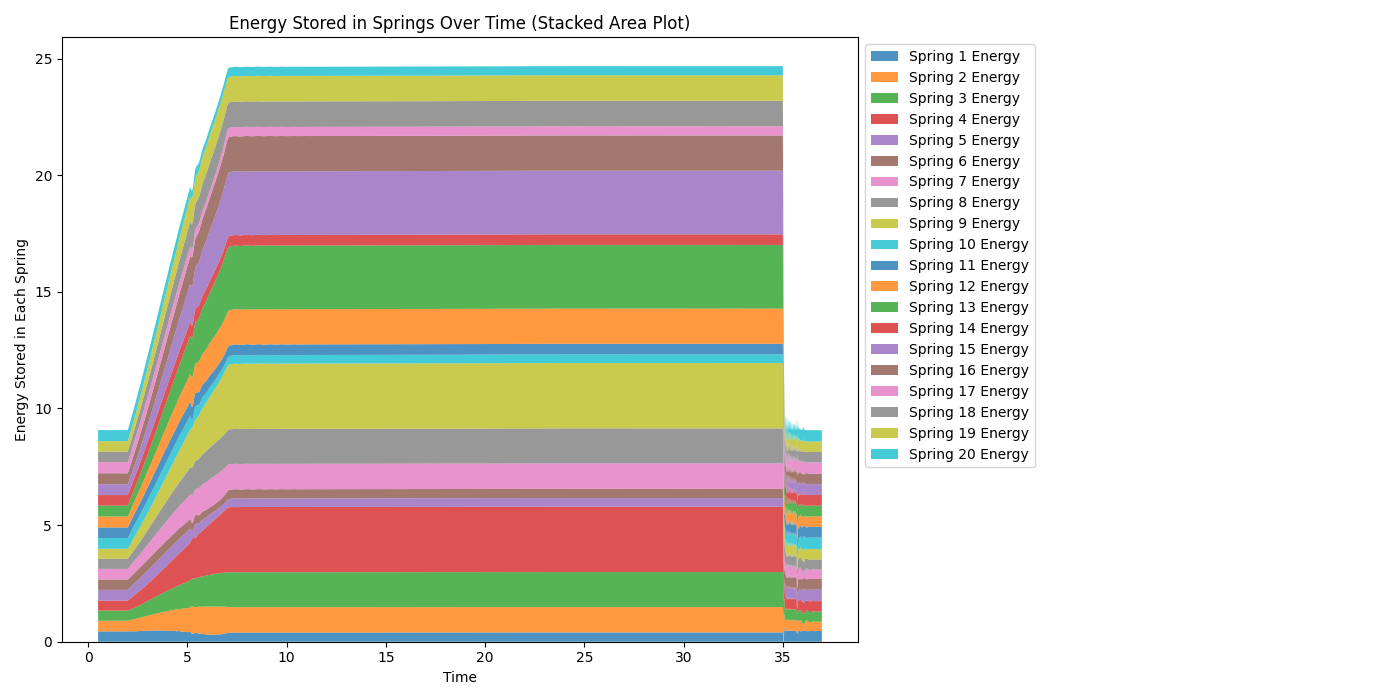 Energy Stored in Springs Over Time (Stacked Area Plot)
Energy Stored in Each Spring
25
20
15
10
5
0
0 5 10 15 20 25 30 35
Time
Spring 1 Energy
Spring 2 Energy
Spring 3 Energy
Spring 4 Energy
Spring 5 Energy
Spring 6 Energy
Spring 7 Energy
Spring 8 Energy
Spring 9 Energy
Spring 10 Energy
Spring 11 Energy
Spring 12 Energy
Spring 13 Energy
Spring 14 Energy
Spring 15 Energy
Spring 16 Energy
Spring 17 Energy
Spring 18 Energy
Spring 19 Energy
Spring 20 Energy